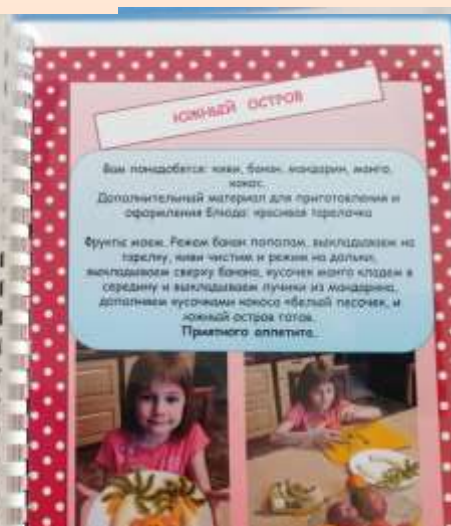 ЮЖНЫЙ ОСТРОВ
Вам понадобятся: киви, банан, мандарин, манго,
кокос.
Дополнительный материал для приготовления и
оформления блюда: красивая тарелочка
Фрукты моем. Режем банан пополам, выкладываем на
тарелку, киви чистим и режем на дольки,
выкладываем сверху банана, кусочек манго кладем в
середину и выкладываем лучики из мандарина,
дополняем кусочками кокоса «белый песочек, и
южный остров готов.
Приятного аппетита.